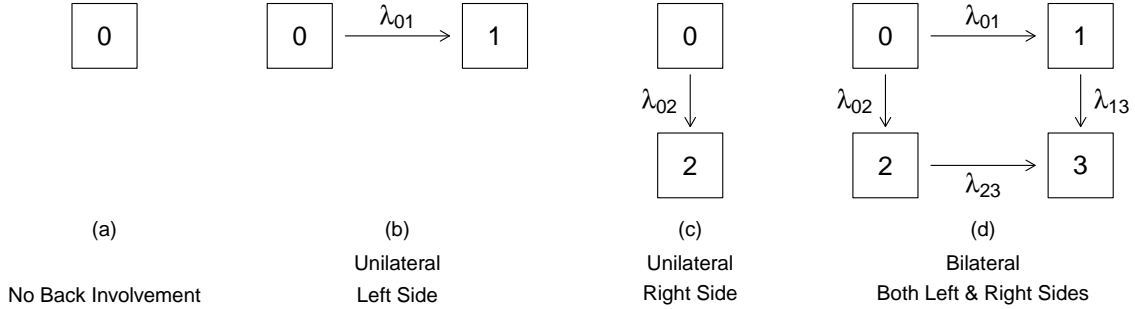 0
0
λ01
1
0
λ02
2
0
λ01
1
λ02
λ13
2
λ23
3
(a)
(b)
(c)
(d)
No Back Involvement
Unilateral
Left Side
Unilateral
Right Side
Bilateral
Both Left & Right Sides